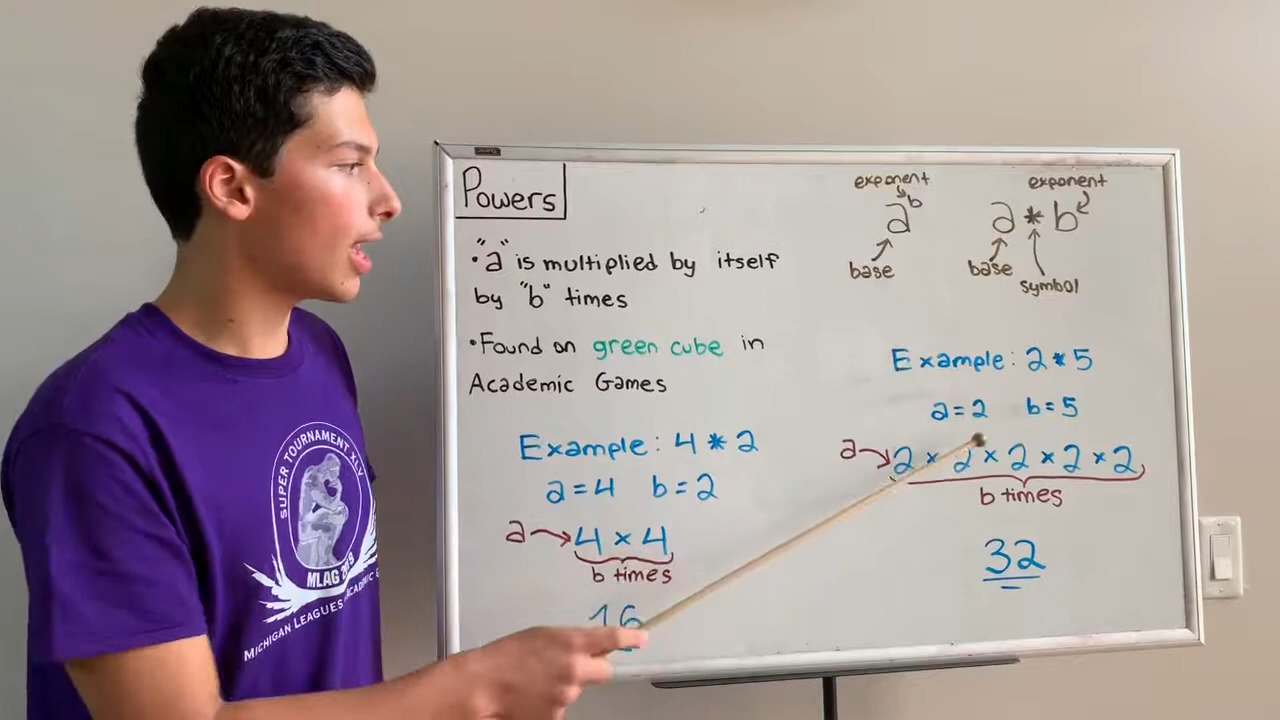 Powers
• "a" is multiplied by itself
by "b" times
• Found on green cube in
Academic Games
Example: 4 * 2
a=4 b=2
a
4 × 4
b times
16
exponent
a^b
base
exponent
a * b
base
symbol
Example: 2 * 5
a=2 b=5
a
2 × 2 × 2 × 2 × 2
b times
32
SUPER TOURNAMENT XLV
MLAG
MICHIGAN LEAGUES